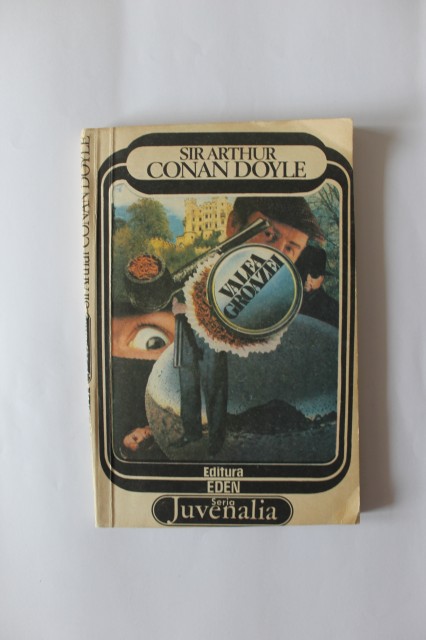 SIR ARTHUR
CONAN DOYLE
VALEA
GROAZEI
Editura
EDEN
Seria
Juvenalia
Sir Arthur CONAN DOYLE